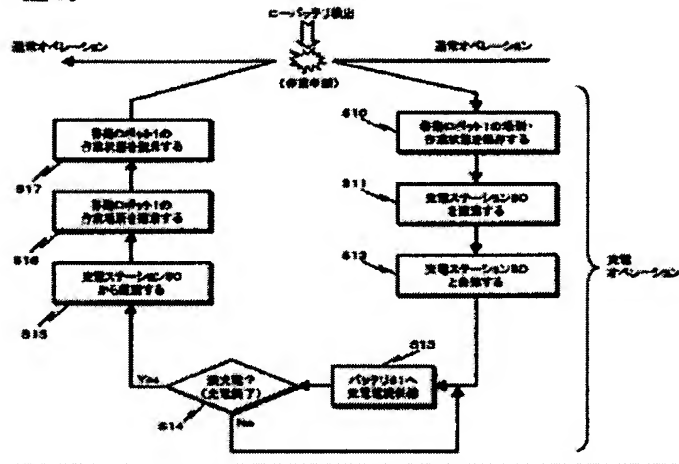 ローバッテリ検出
通常オペレーション
通常オペレーション
(作業中断)
S10
移動ロボット1の場所・
作業状態を保存する
S11
充電ステーション50
を探索する
S12
充電ステーション50
と合体する
充電
オペレーション
S13
バッテリ51へ
充電電流供給
満充電?
(充電終了)
S14
Yes
No
充電ステーション50
から離脱する
S15
移動ロボット1の
作業場所を探索する
S16
移動ロボット1の
作業状態を復元する
S17